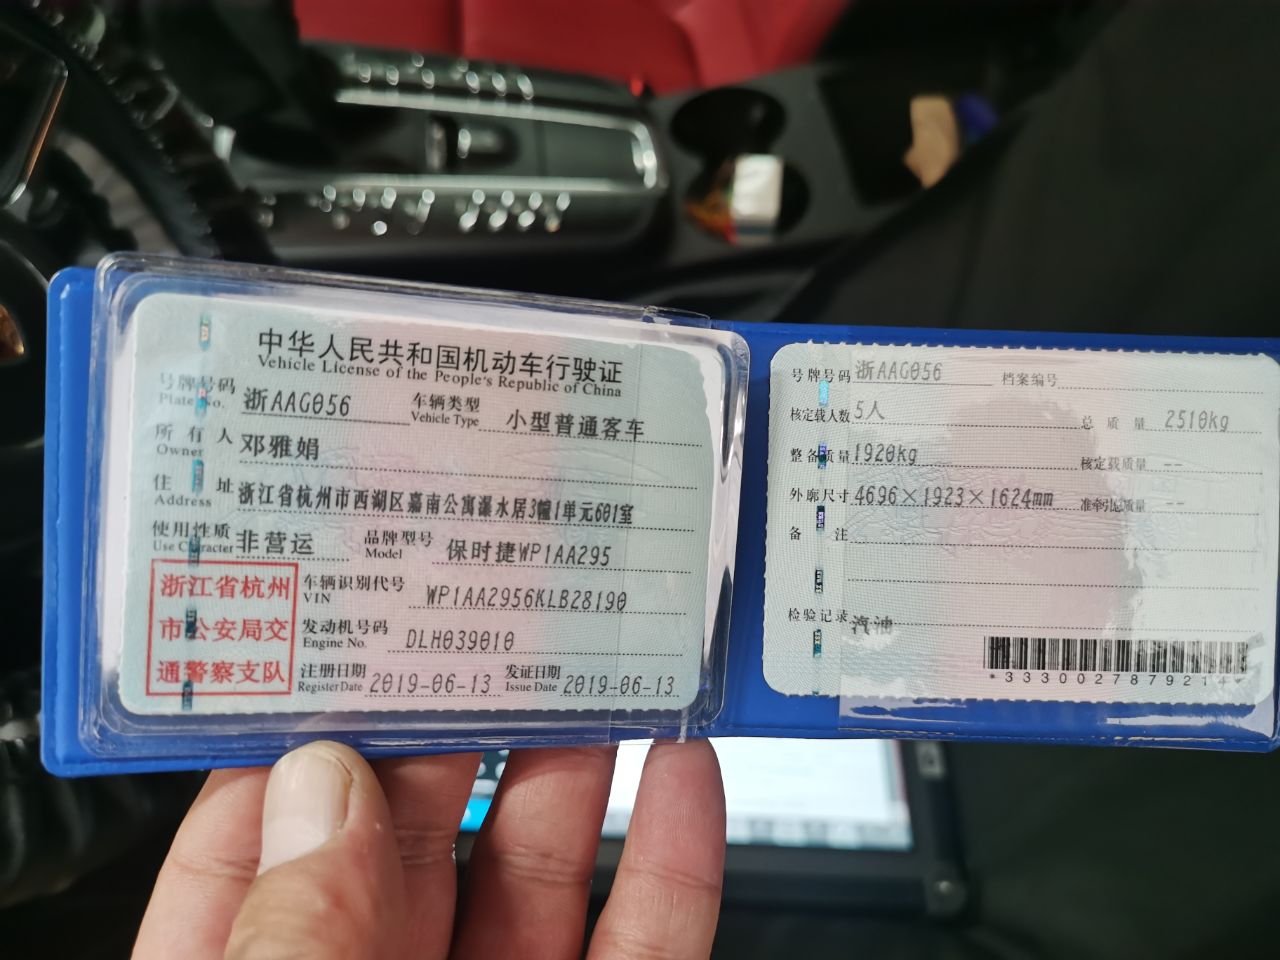 中华人民共和国机动车行驶证
Vehicle License of the People's Republic of China
号牌号码 浙AAG056 车辆类型 小型普通客车
Plate No. Vehicle Type
所有人 邓雅娟
Owner
住址 浙江省杭州市西湖区嘉南公寓瀑水居3幢1单元601室
Address
使用性质 非营运 品牌型号 保时捷WP1AA295
Use Character Model
浙江省杭州
市公安局交
通警察支队
车辆识别代号 WP1AA2956KLB28190
VIN
发动机号码 DLH039010
Engine No.
注册日期 2019-06-13 发证日期 2019-06-13
Register Date Issue Date
号牌号码 浙AAG056 档案编号
核定载人数 5人 总质量 2510kg
整备质量 1920kg 核定载质量 --
外廓尺寸 4696×1923×1624mm 准牵引总质量 --
备注
检验记录 汽油
*3330027879214*